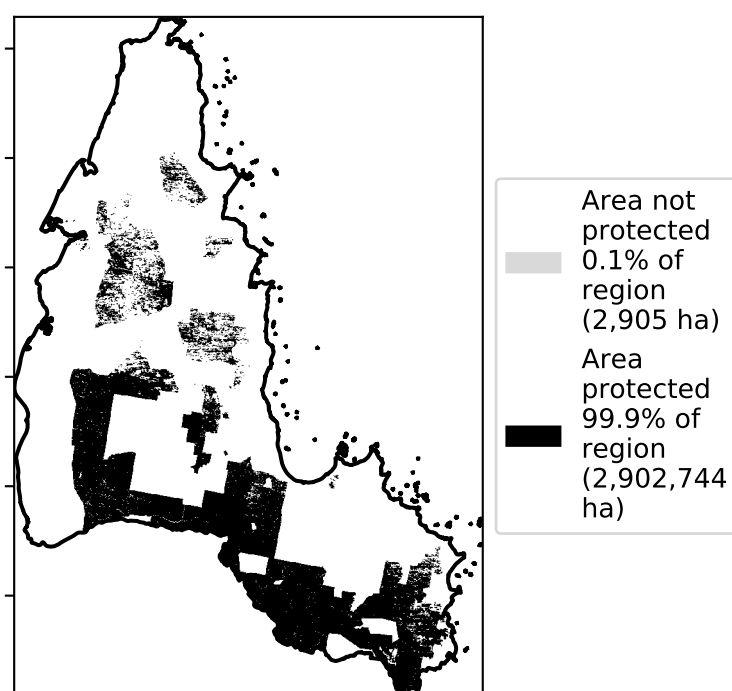 Area not
protected
0.1% of
region
(2,905 ha)
Area
protected
99.9% of
region
(2,902,744
ha)